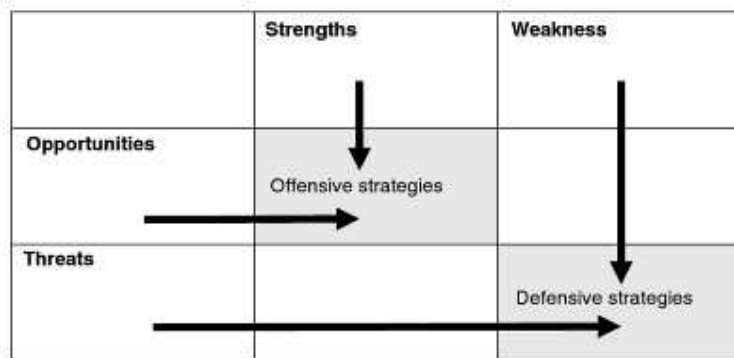 Strengths
Weakness
Opportunities
Offensive strategies
Threats
Defensive strategies